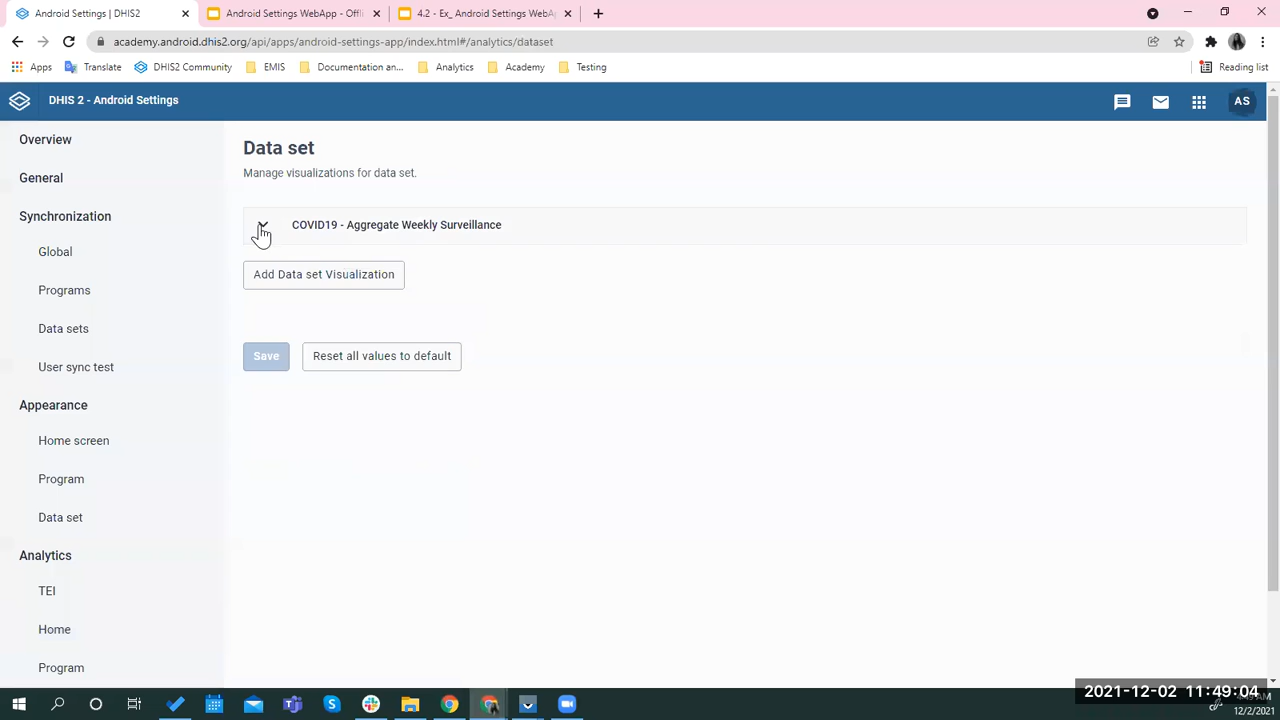 Android Settings | DHIS2
Android Settings WebApp - Offli
4.2 - Ex_ Android Settings WebA
academy.android.dhis2.org/api/apps/android-settings-app/index.html#/analytics/dataset
Apps
Translate
DHIS2 Community
EMIS
Documentation an...
Analytics
Academy
Testing
Reading list
DHIS 2 - Android Settings
AS
Overview
General
Synchronization
Global
Programs
Data sets
User sync test
Appearance
Home screen
Program
Data set
Analytics
TEI
Home
Program
Data set
Manage visualizations for data set.
COVID19 - Aggregate Weekly Surveillance
Add Data set Visualization
Save
Reset all values to default
2021-12-02 11:49:04
12/2/2021